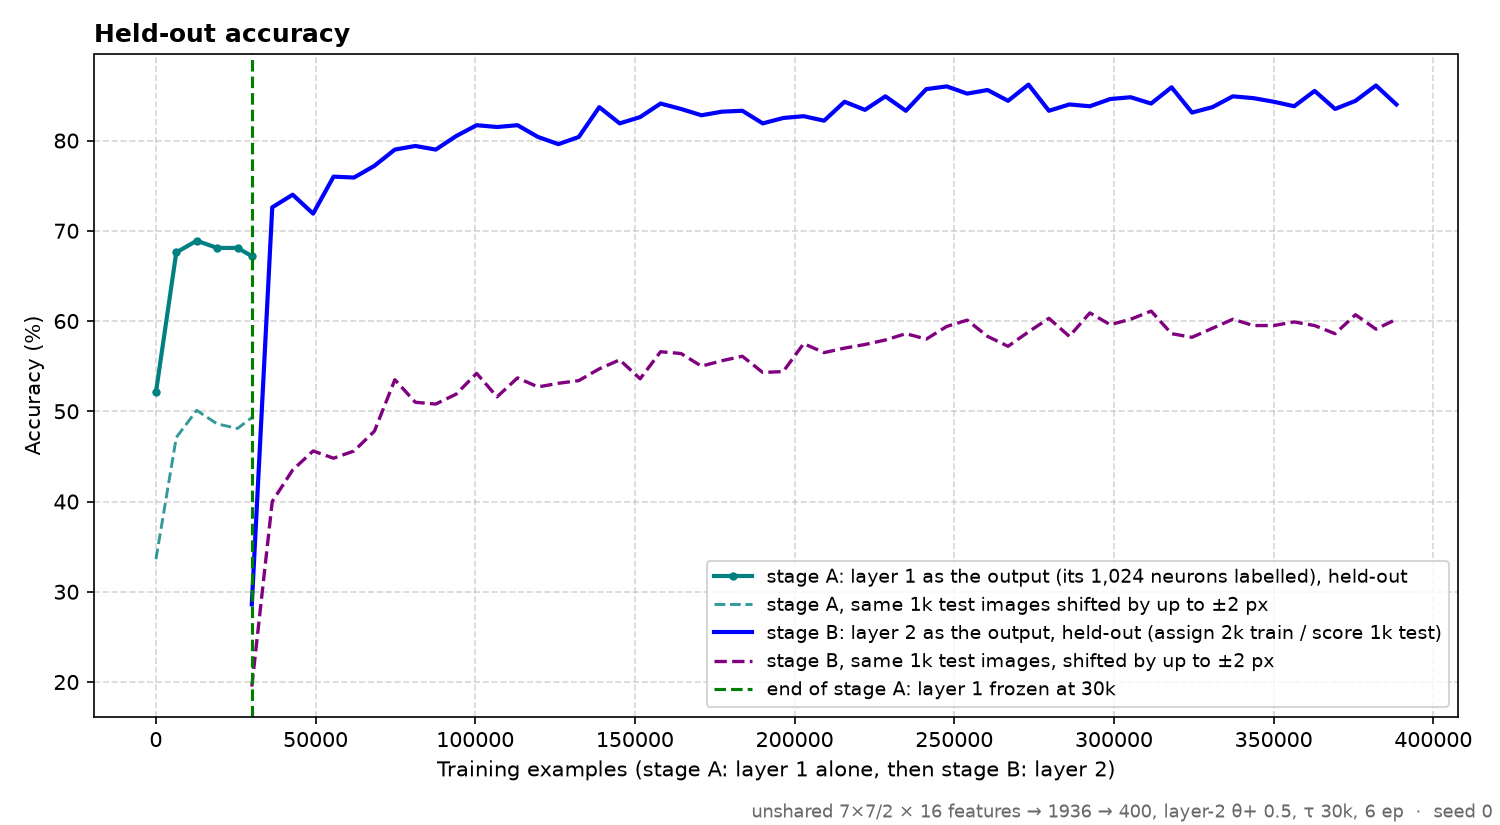 Held-out accuracy
Accuracy (%)
80
70
60
50
40
30
20
stage A: layer 1 as the output (its 1,024 neurons labelled), held-out
stage A, same 1k test images shifted by up to ±2 px
stage B: layer 2 as the output, held-out (assign 2k train / score 1k test)
stage B, same 1k test images, shifted by up to ±2 px
end of stage A: layer 1 frozen at 30k
0 50000 100000 150000 200000 250000 300000 350000 400000
Training examples (stage A: layer 1 alone, then stage B: layer 2)
unshared 7×7/2 × 16 features → 1936 → 400, layer-2 θ+ 0.5, τ 30k, 6 ep · seed 0